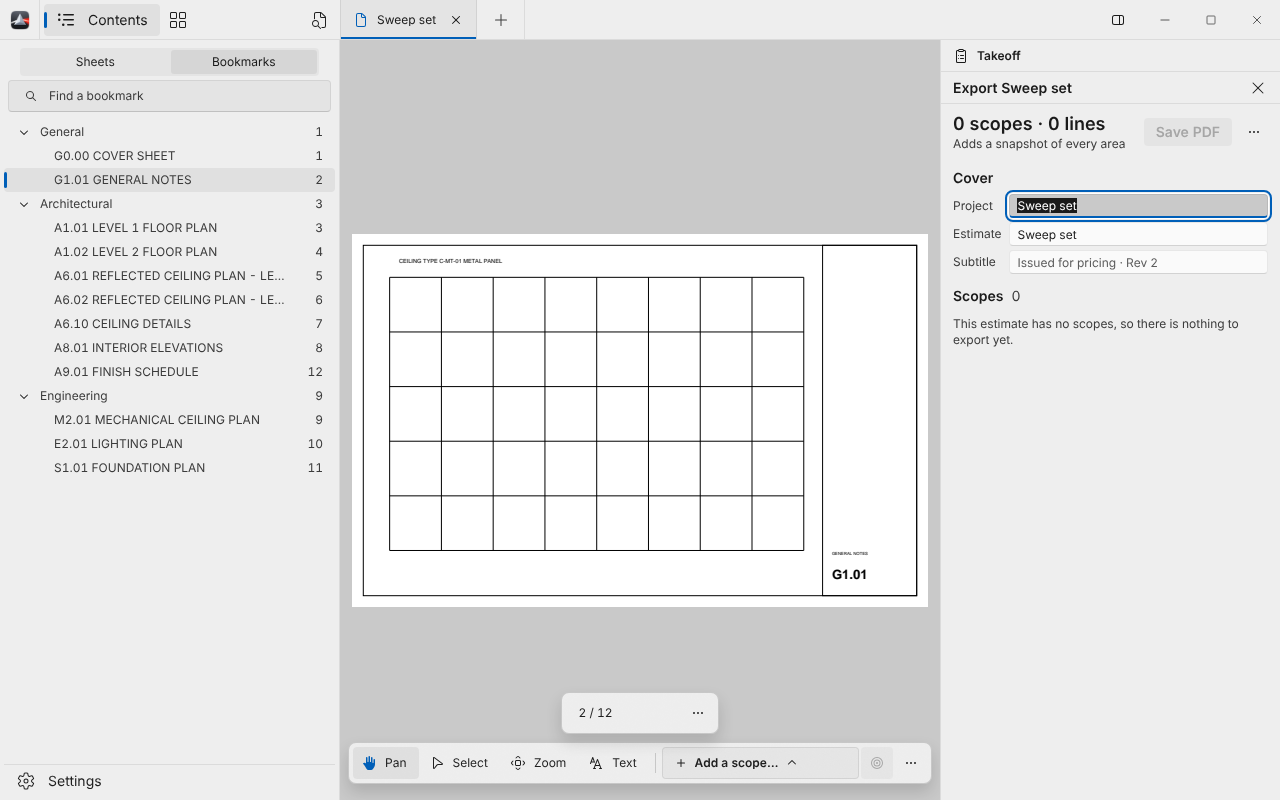 Contents
Sweep set
Sheets
Bookmarks
Find a bookmark
General 1
G0.00 COVER SHEET 1
G1.01 GENERAL NOTES 2
Architectural 3
A1.01 LEVEL 1 FLOOR PLAN 3
A1.02 LEVEL 2 FLOOR PLAN 4
A6.01 REFLECTED CEILING PLAN - LE... 5
A6.02 REFLECTED CEILING PLAN - LE... 6
A6.10 CEILING DETAILS 7
A8.01 INTERIOR ELEVATIONS 8
A9.01 FINISH SCHEDULE 12
Engineering 9
M2.01 MECHANICAL CEILING PLAN 9
E2.01 LIGHTING PLAN 10
S1.01 FOUNDATION PLAN 11
Settings
CEILING TYPE C-MT-01 METAL PANEL
GENERAL NOTES
G1.01
2 / 12
Pan
Select
Zoom
Text
Add a scope...
Takeoff
Export Sweep set
0 scopes · 0 lines
Adds a snapshot of every area
Save PDF
Cover
Project Sweep set
Estimate Sweep set
Subtitle Issued for pricing · Rev 2
Scopes 0
This estimate has no scopes, so there is nothing to
export yet.